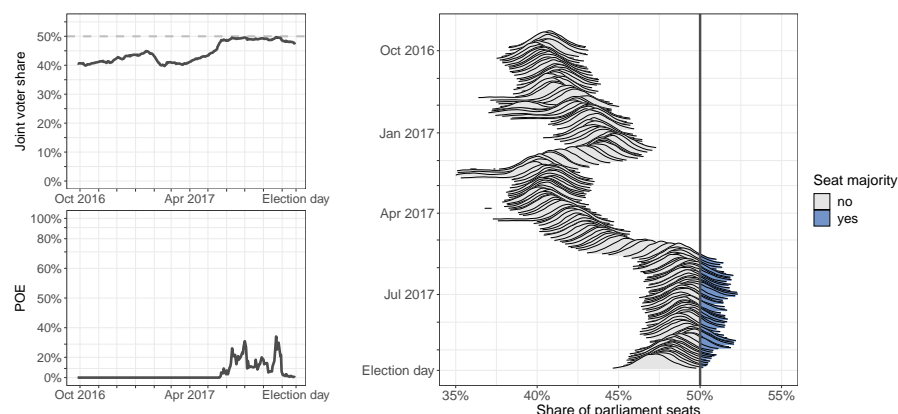 Joint voter share
50%
40%
30%
20%
10%
0%
Oct 2016 Apr 2017 Election day
POE
100%
80%
60%
50%
40%
20%
0%
Oct 2016 Apr 2017 Election day
Oct 2016
Jan 2017
Apr 2017
Jul 2017
Election day
35% 40% 45% 50% 55%
Share of parliament seats
Seat majority
no
yes